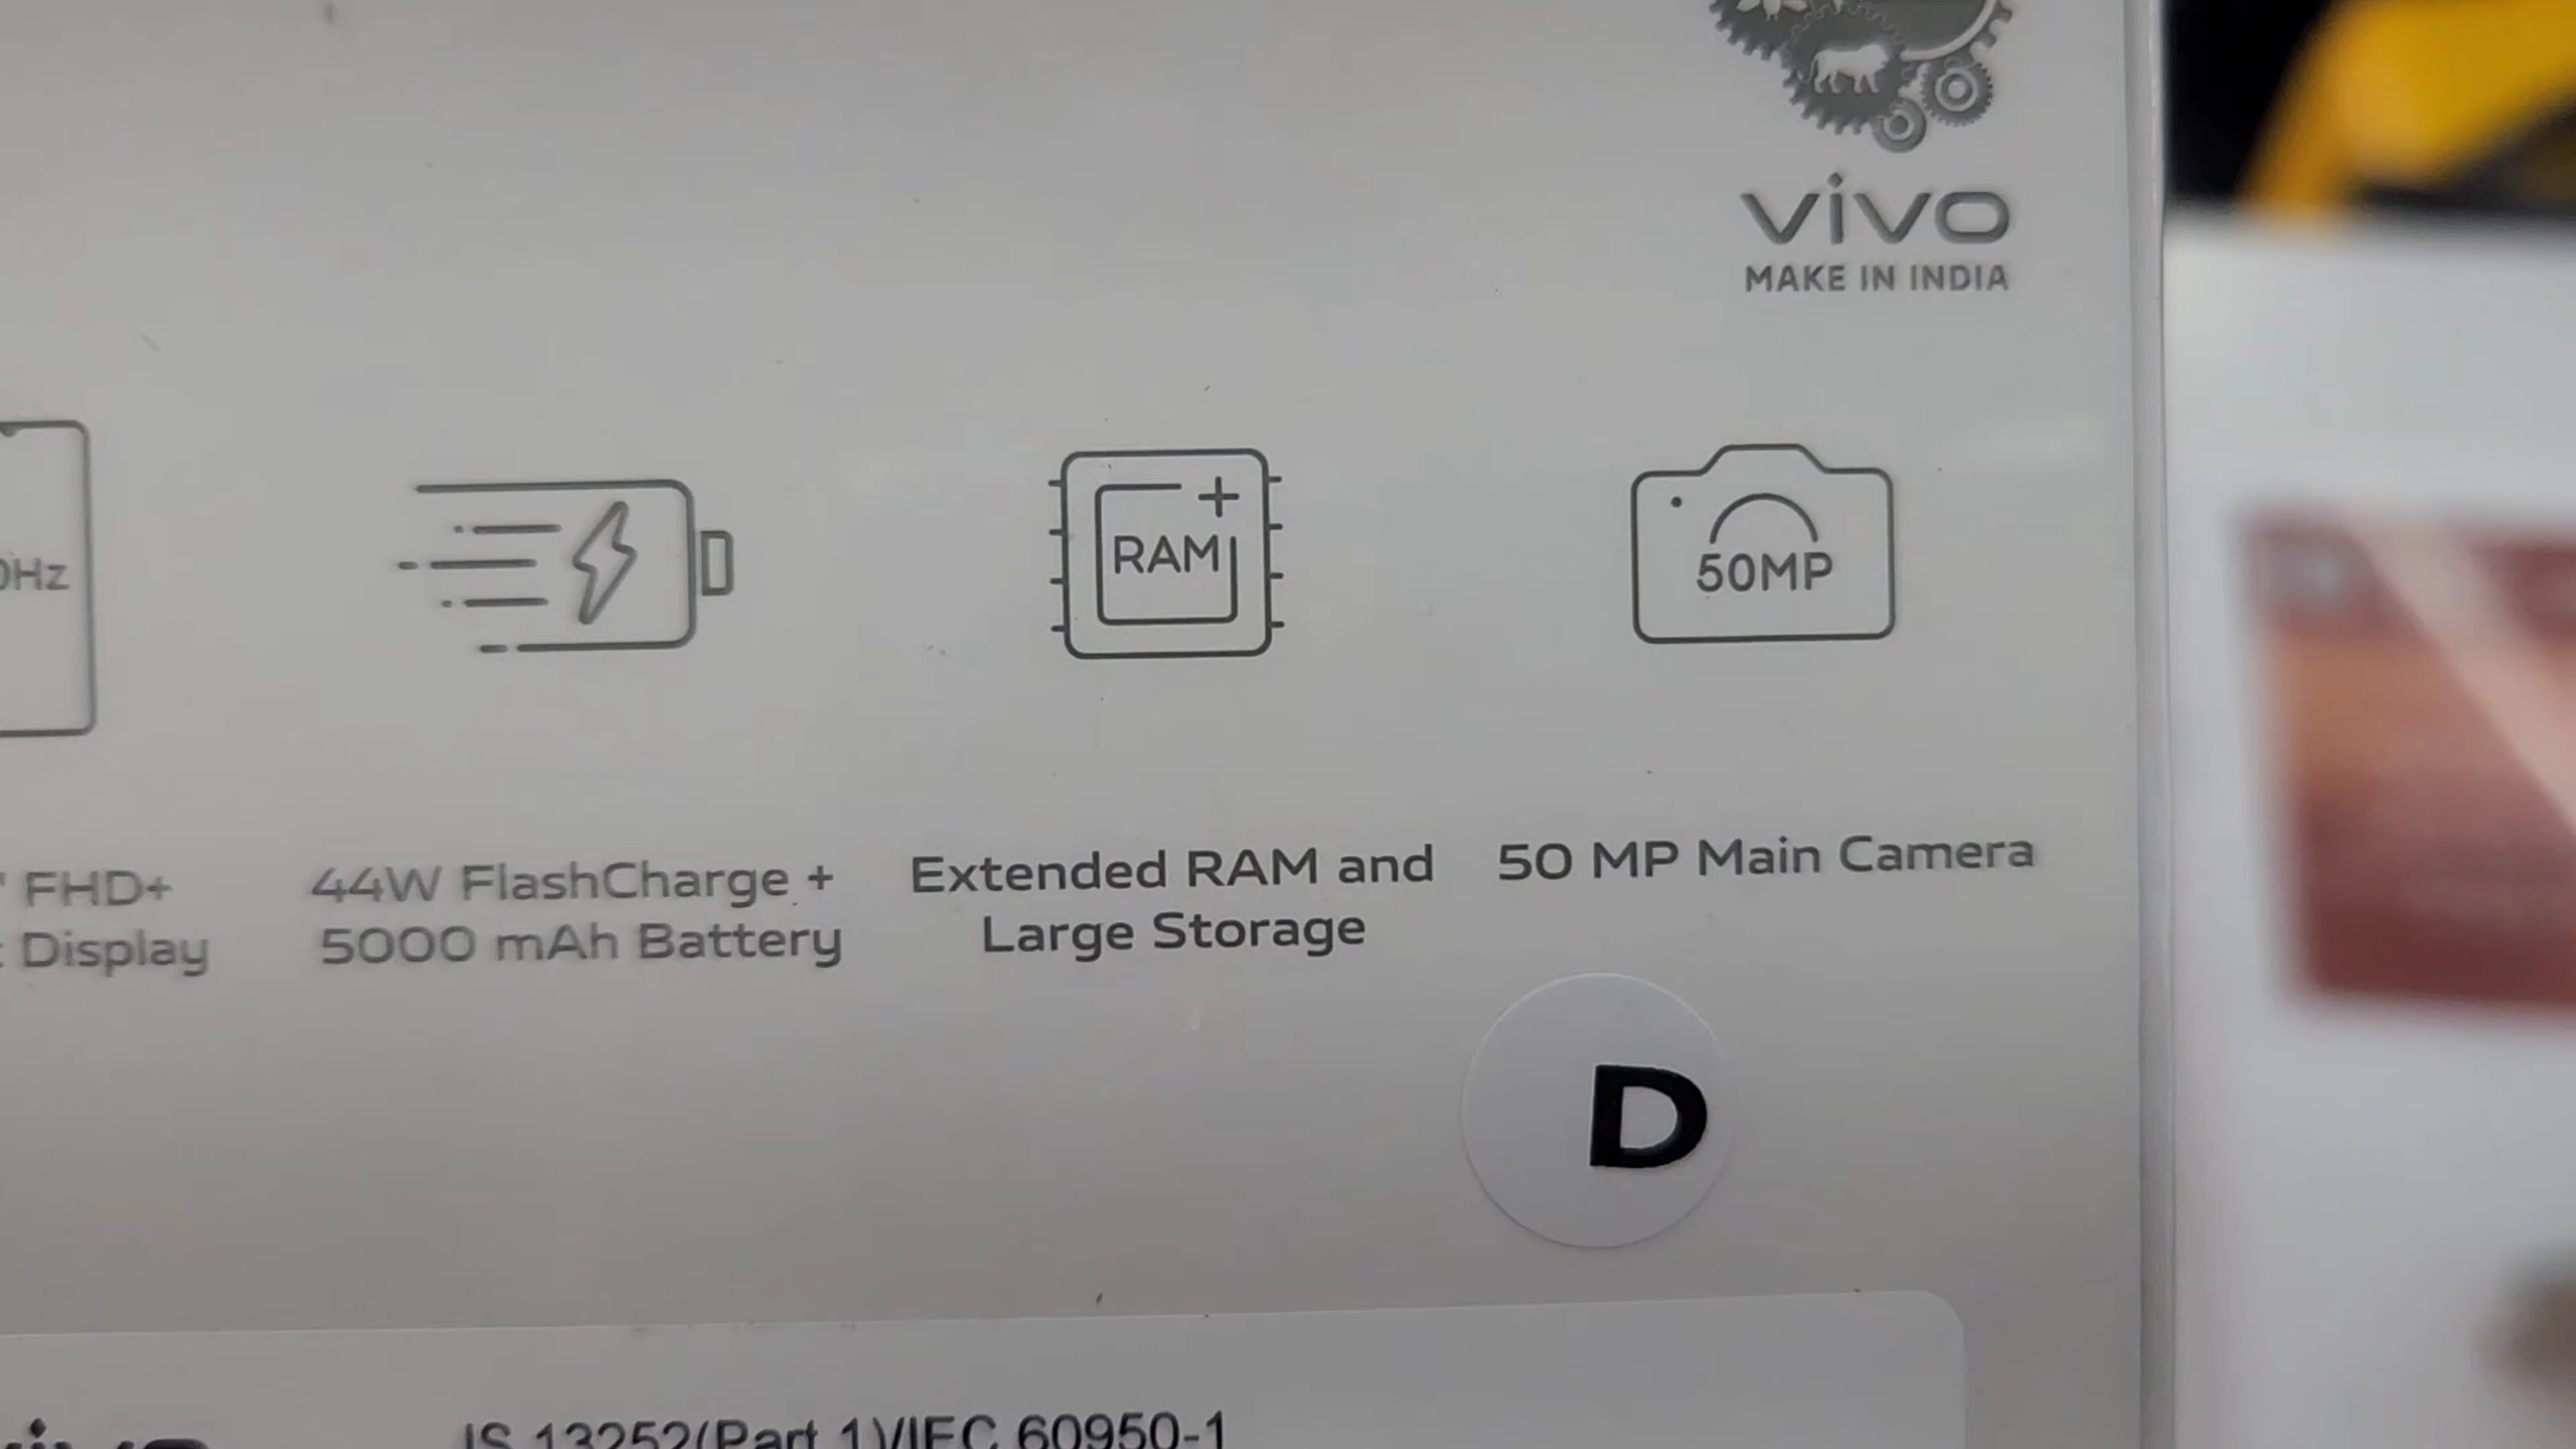 vivo
MAKE IN INDIA
RAM
50MP
FHD+
Display
44W FlashCharge +
5000 mAh Battery
Extended RAM and
Large Storage
50 MP Main Camera
D
IS 13252(Part 1)/IEC 60950-1